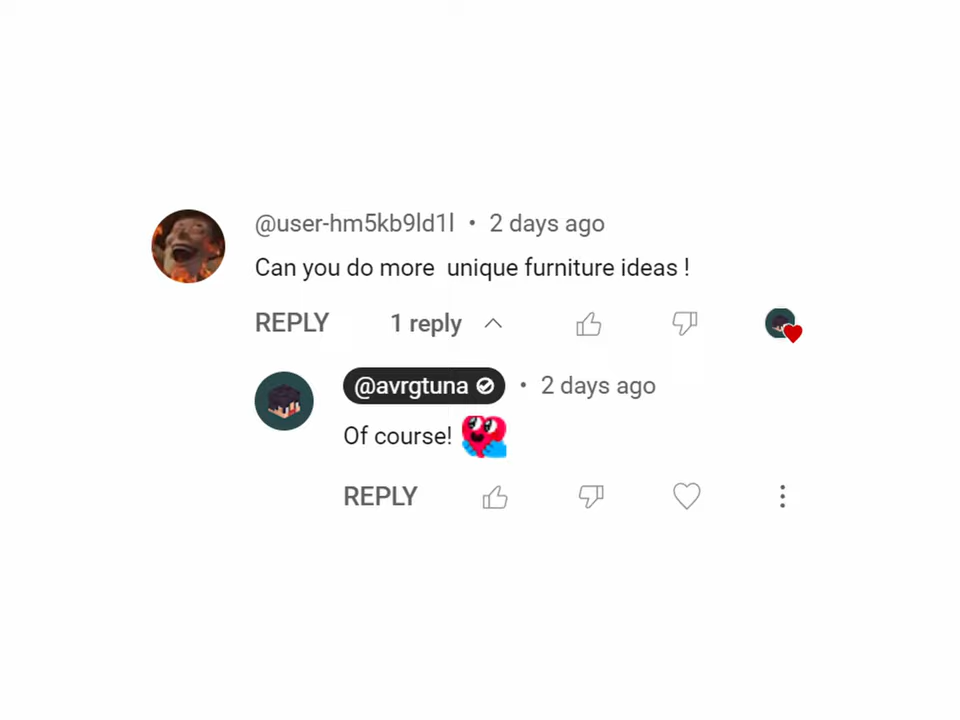 @user-hm5kb9ld1l • 2 days ago
Can you do more  unique furniture ideas !
REPLY 1 reply
@avrgtuna • 2 days ago
Of course!
REPLY